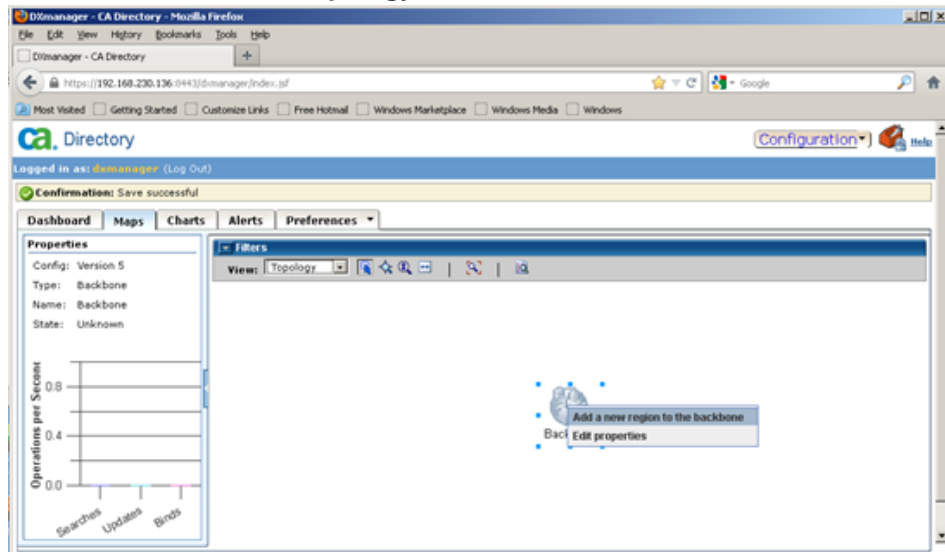 DXmanager - CA Directory - Mozilla Firefox
File Edit View History Bookmarks Tools Help
DXmanager - CA Directory +
https://192.168.230.136:8443/dxmanager/index.jsf Google
Most Visited Getting Started Customize Links Free Hotmail Windows Marketplace Windows Media Windows
ca. Directory Configuration Help
Logged in as: dxmanager (Log Out)
Confirmation: Save successful
Dashboard Maps Charts Alerts Preferences
Properties
Filters
Config: Version 5
View: Topology
Type: Backbone
Name: Backbone
State: Unknown
Operations per Second
0.8
0.4
0.0
Searches Updates Binds
Add a new region to the backbone
Back
Edit properties